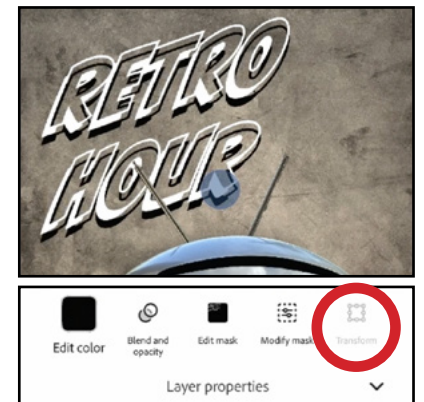 RETRO
HOUR
Edit color
Blend and
opacity
Edit mask
Modify mask
Transform
Layer properties